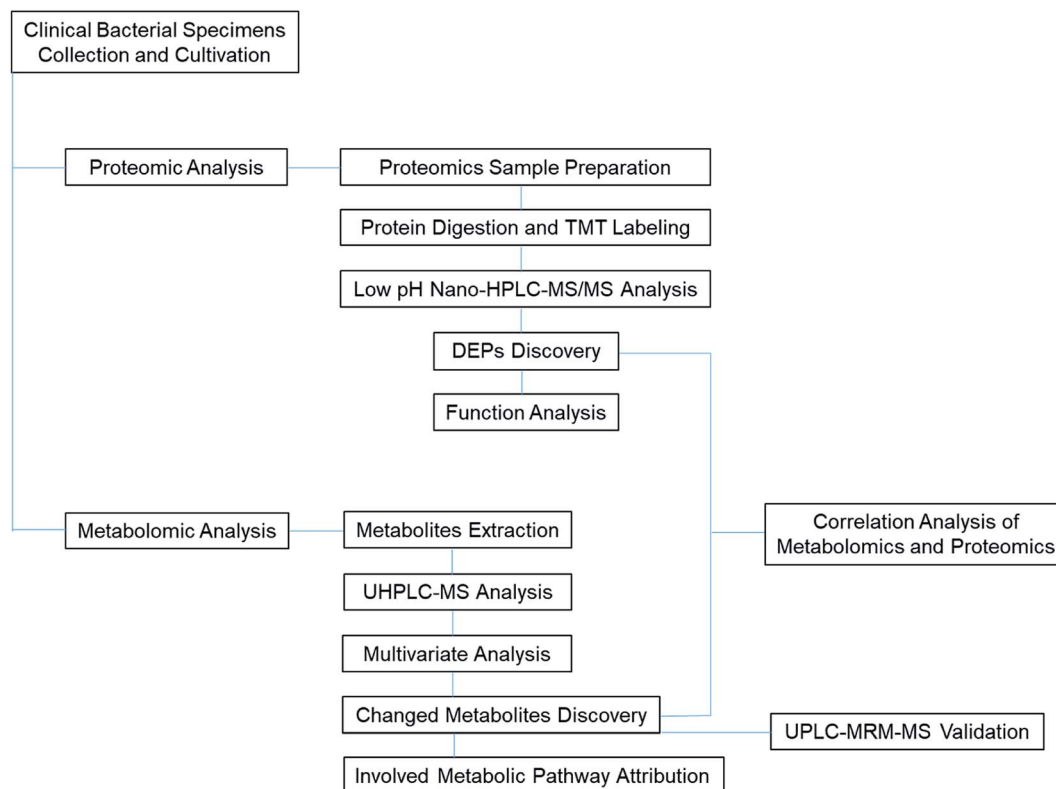 Clinical Bacterial Specimens
Collection and Cultivation
Proteomic Analysis
Proteomics Sample Preparation
Protein Digestion and TMT Labeling
Low pH Nano-HPLC-MS/MS Analysis
DEPs Discovery
Function Analysis
Metabolomic Analysis
Metabolites Extraction
Correlation Analysis of
Metabolomics and Proteomics
UHPLC-MS Analysis
Multivariate Analysis
Changed Metabolites Discovery
UPLC-MRM-MS Validation
Involved Metabolic Pathway Attribution